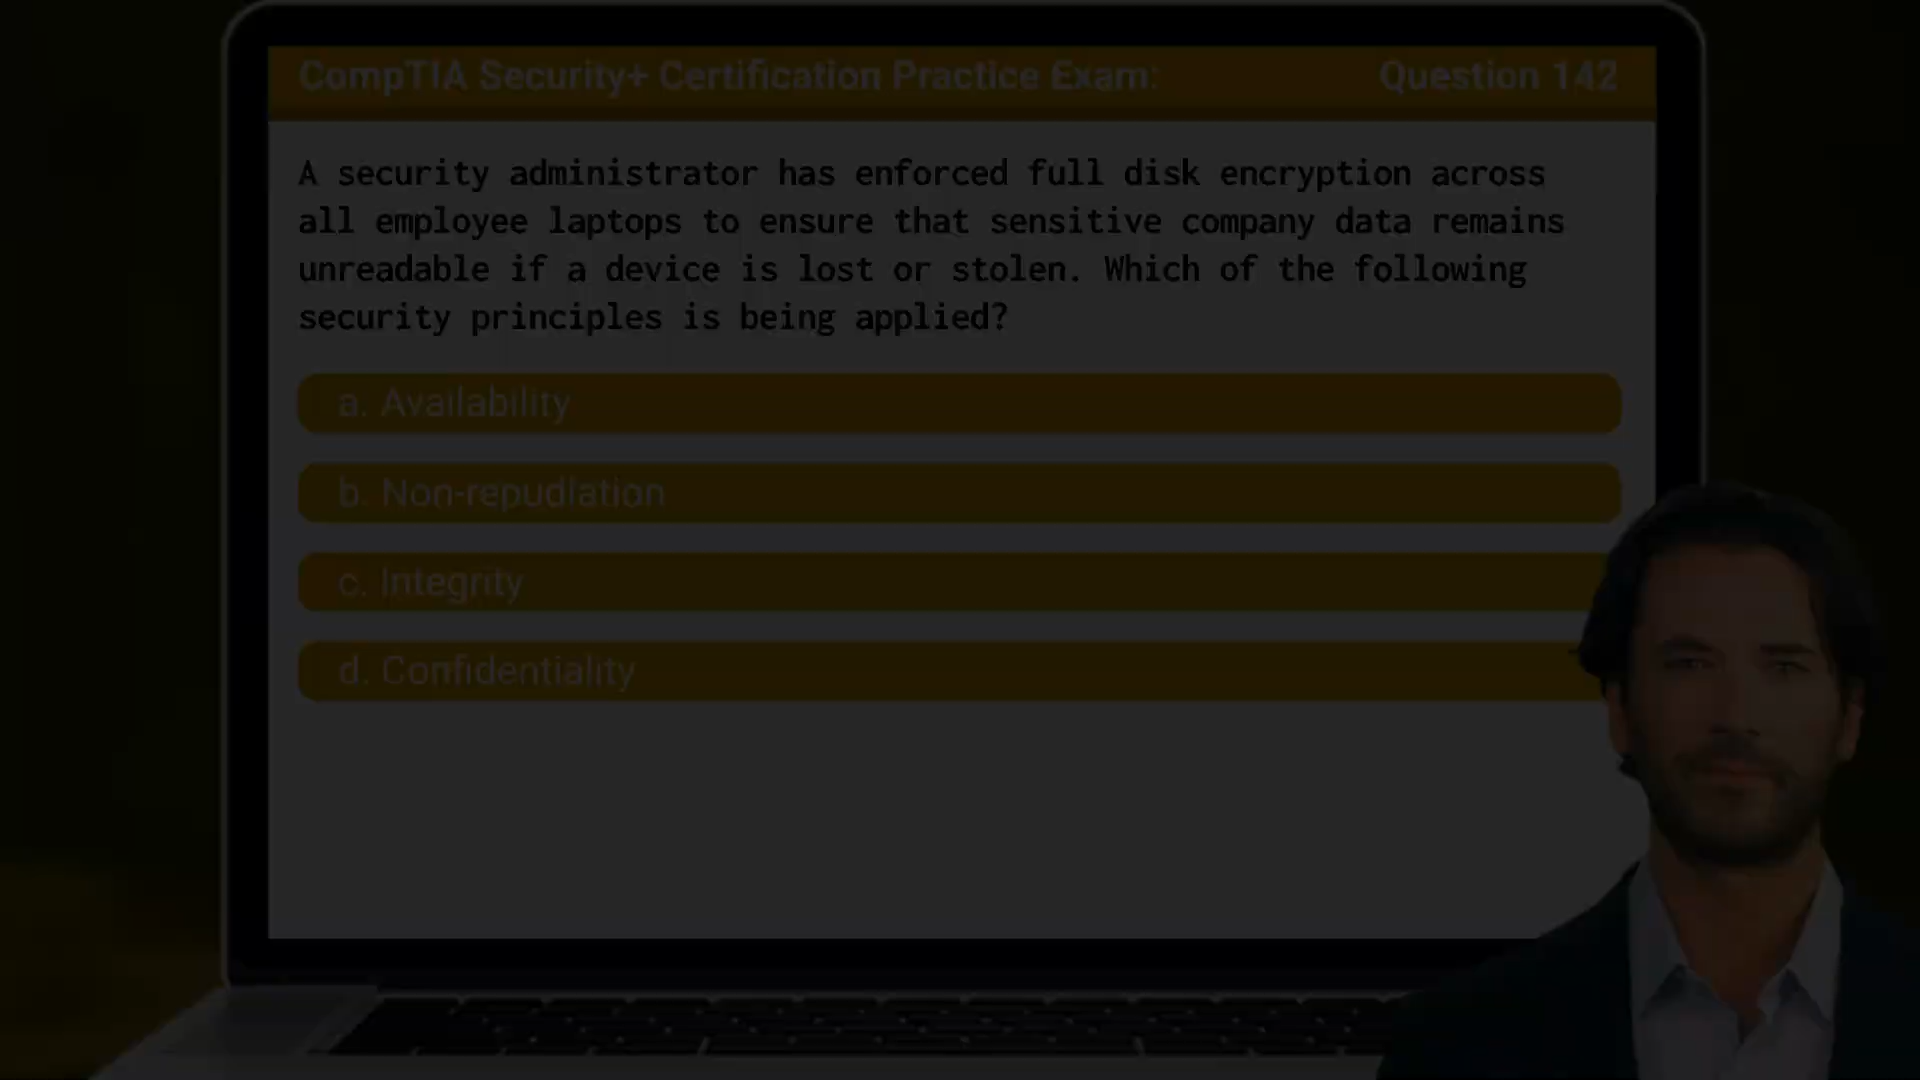 CompTIA Security+ Certification Practice Exam: Question 142
A security administrator has enforced full disk encryption across
all employee laptops to ensure that sensitive company data remains
unreadable if a device is lost or stolen. Which of the following
security principles is being applied?
a. Availability
b. Non-repudiation
c. Integrity
d. Confidentiality